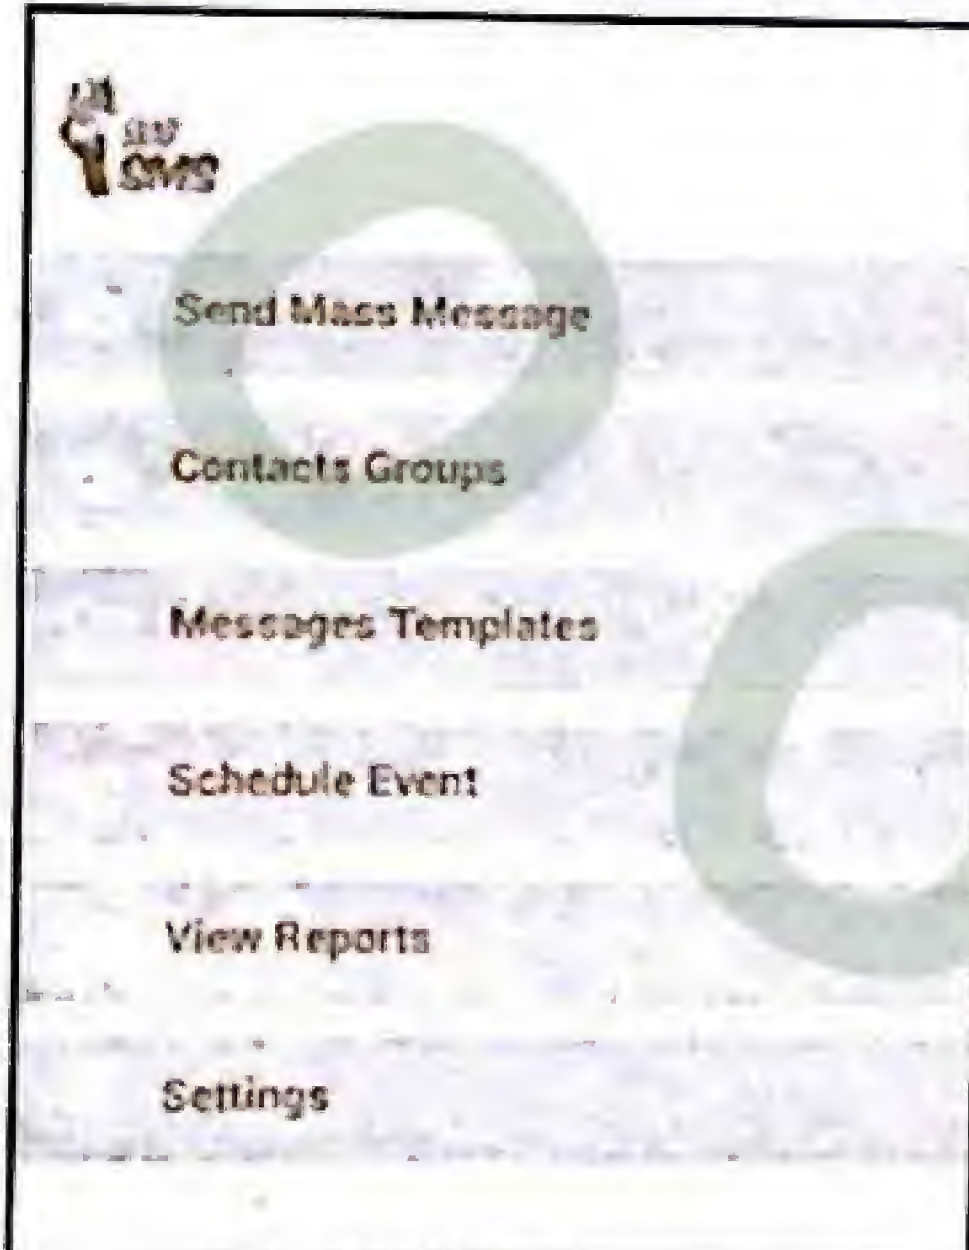 SMS
Send Mass Message
Contacts Groups
Messages Templates
Schedule Event
View Reports
Settings